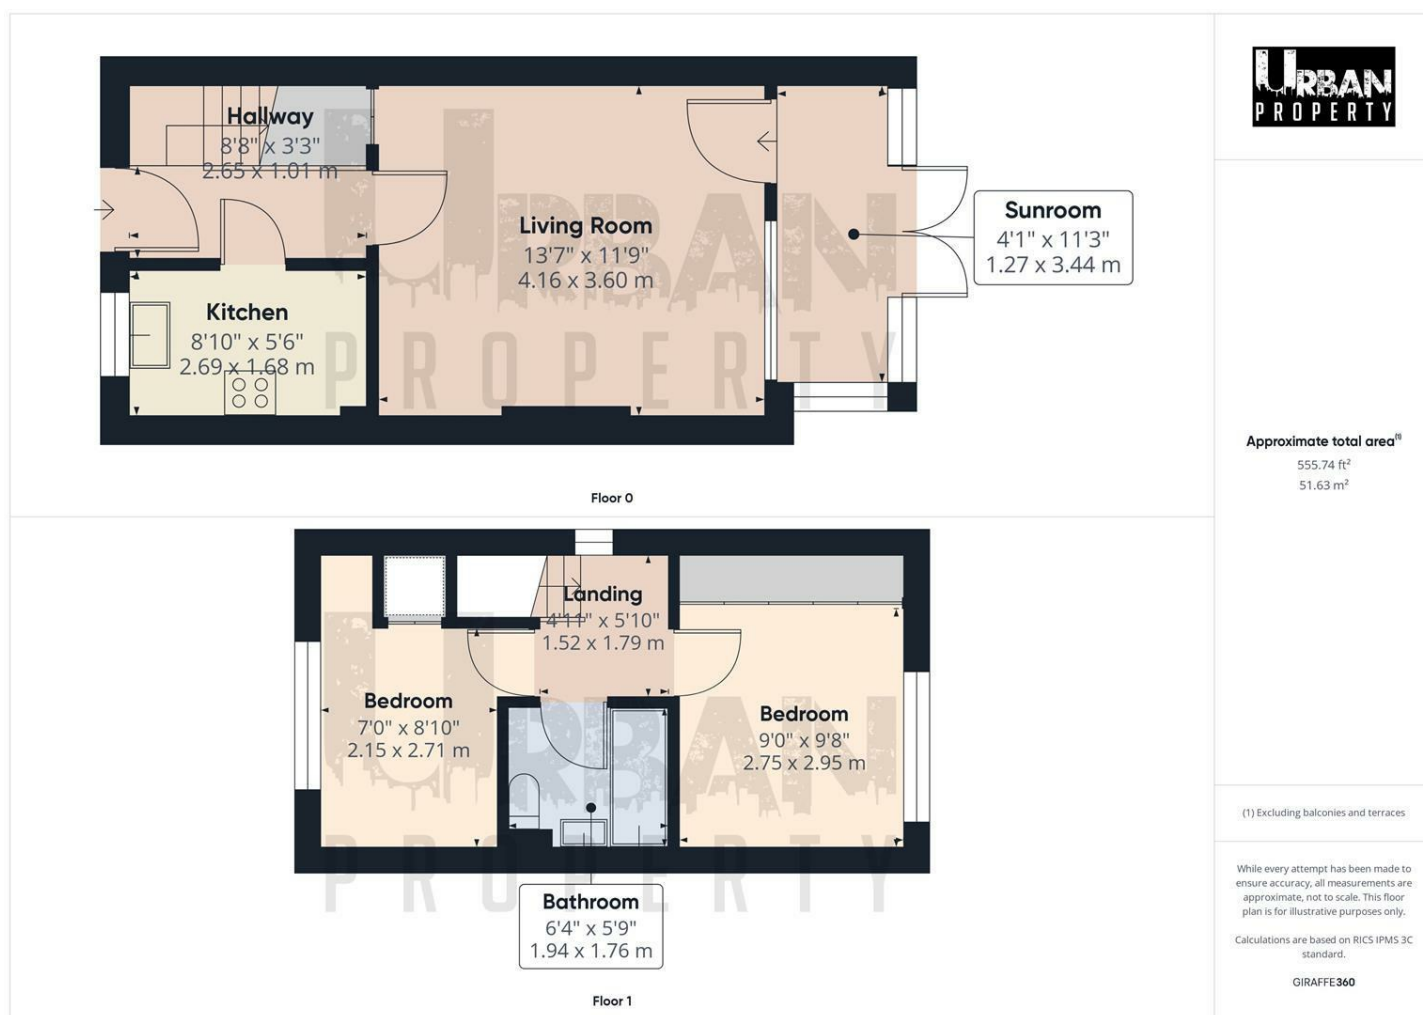 URBAN
PROPERTY
Hallway
8'8" x 3'3"
2.65 x 1.01 m
Living Room
13'7" x 11'9"
4.16 x 3.60 m
Sunroom
4'1" x 11'3"
1.27 x 3.44 m
Kitchen
8'10" x 5'6"
2.69 x 1.68 m
URBAN
PROPERTY
Floor 0
Approximate total area(1)
555.74 ft²
51.63 m²
Landing
4'11" x 5'10"
1.52 x 1.79 m
Bedroom
7'0" x 8'10"
2.15 x 2.71 m
Bedroom
9'0" x 9'8"
2.75 x 2.95 m
URBAN
PROPERTY
Bathroom
6'4" x 5'9"
1.94 x 1.76 m
Floor 1
(1) Excluding balconies and terraces
While every attempt has been made to
ensure accuracy, all measurements are
approximate, not to scale. This floor
plan is for illustrative purposes only.
Calculations are based on RICS IPMS 3C
standard.
GIRAFFE360